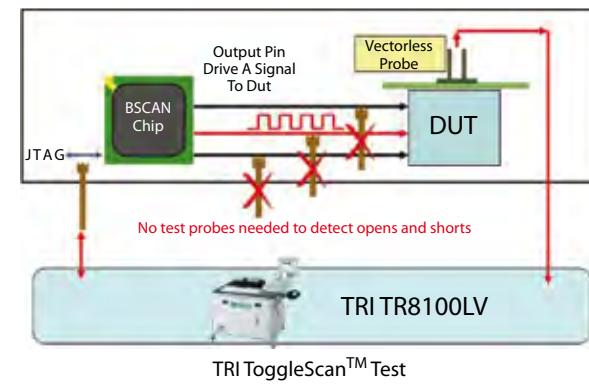 Output Pin
Drive A Signal
To Dut
Vectorless
Probe
BSCAN
Chip
DUT
JTAG
No test probes needed to detect opens and shorts
TRI TR8100LV
TRI ToggleScan™ Test